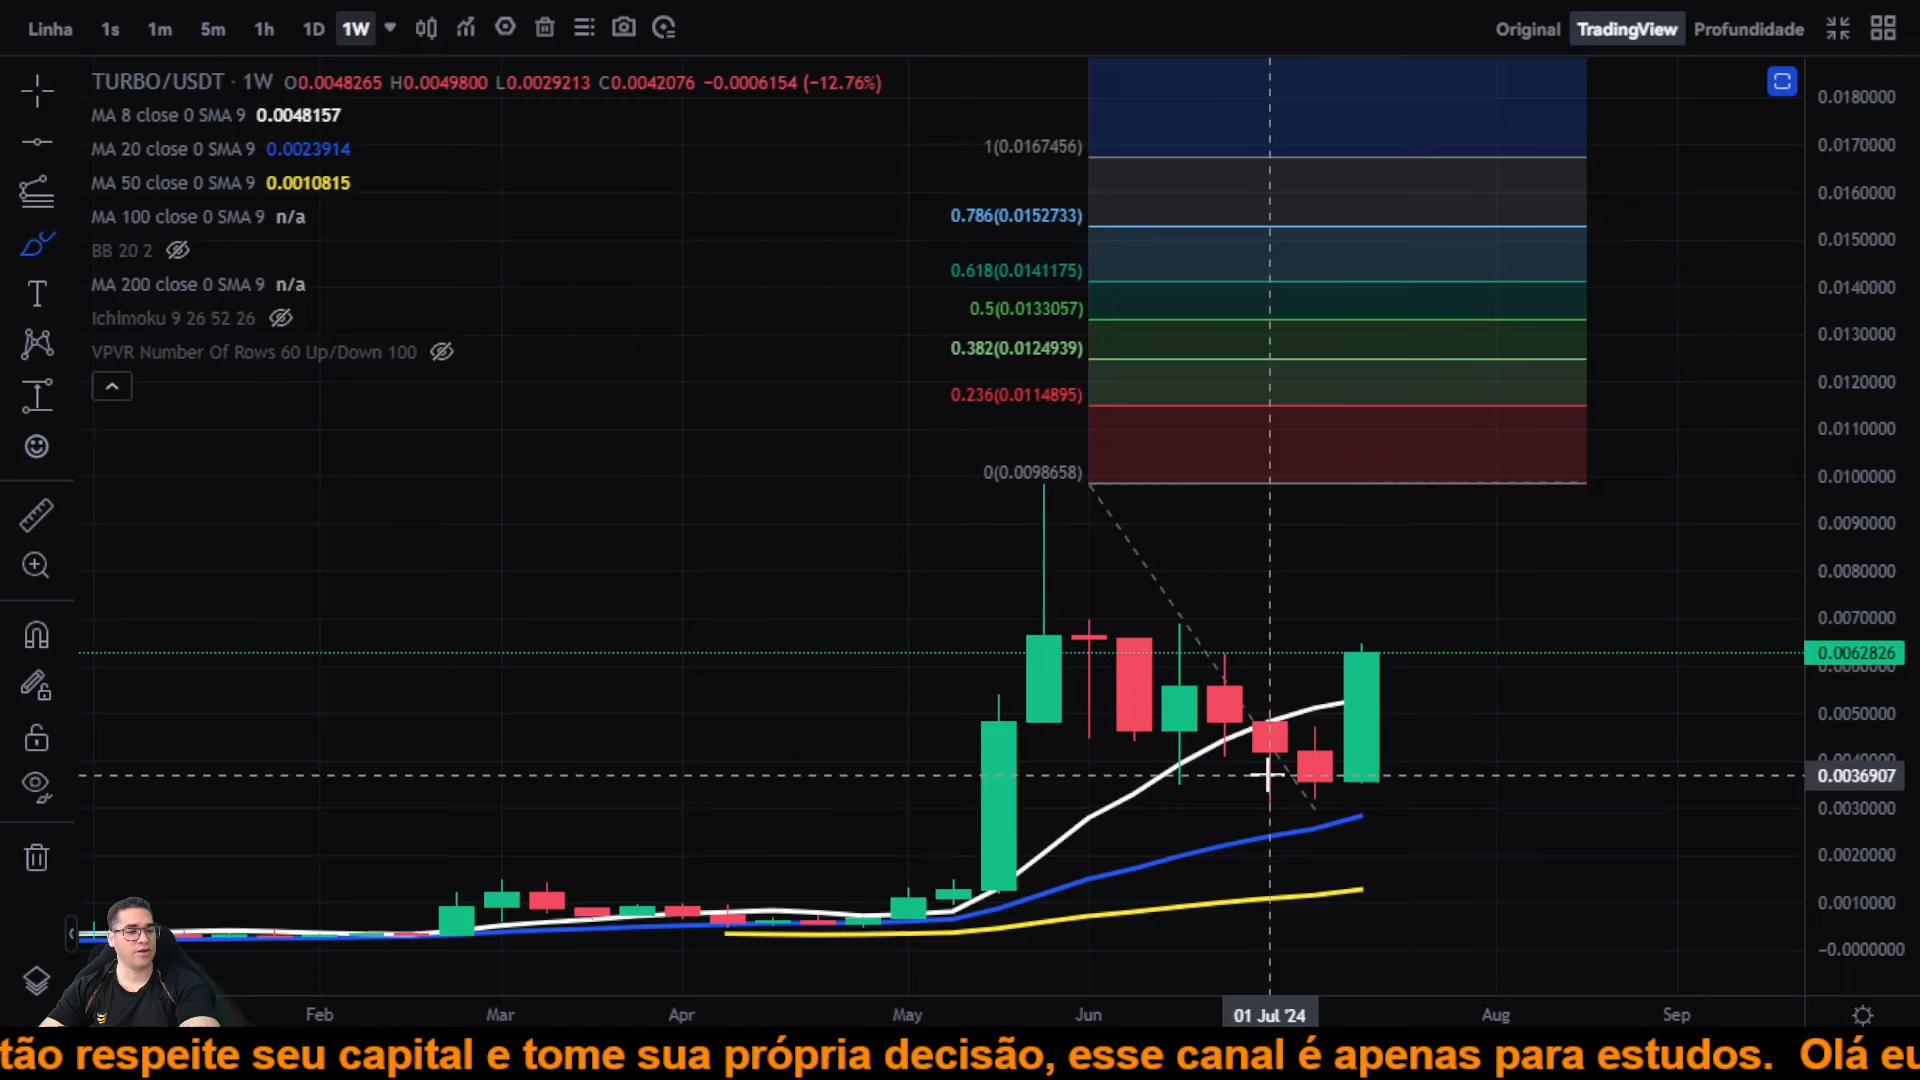 Linha 1s 1m 5m 1h 1D 1W Original TradingView Profundidade
TURBO/USDT · 1W O0.0048265 H0.0049800 L0.0029213 C0.0042076 −0.0006154 (−12.76%)
MA 8 close 0 SMA 9 0.0048157
MA 20 close 0 SMA 9 0.0023914
MA 50 close 0 SMA 9 0.0010815
MA 100 close 0 SMA 9 n/a
BB 20 2
MA 200 close 0 SMA 9 n/a
Ichimoku 9 26 52 26
VPVR Number Of Rows 60 Up/Down 100
1(0.0167456)
0.786(0.0152733)
0.618(0.0141175)
0.5(0.0133057)
0.382(0.0124939)
0.236(0.0114895)
0(0.0098658)
0.0180000
0.0170000
0.0160000
0.0150000
0.0140000
0.0130000
0.0120000
0.0110000
0.0100000
0.0090000
0.0080000
0.0070000
0.0062826
0.0060000
0.0050000
0.0040000
0.0036907
0.0030000
0.0020000
0.0010000
−0.0000000
Feb Mar Apr May Jun 01 Jul '24 Aug Sep
tão respeite seu capital e tome sua própria decisão, esse canal é apenas para estudos. Olá eu